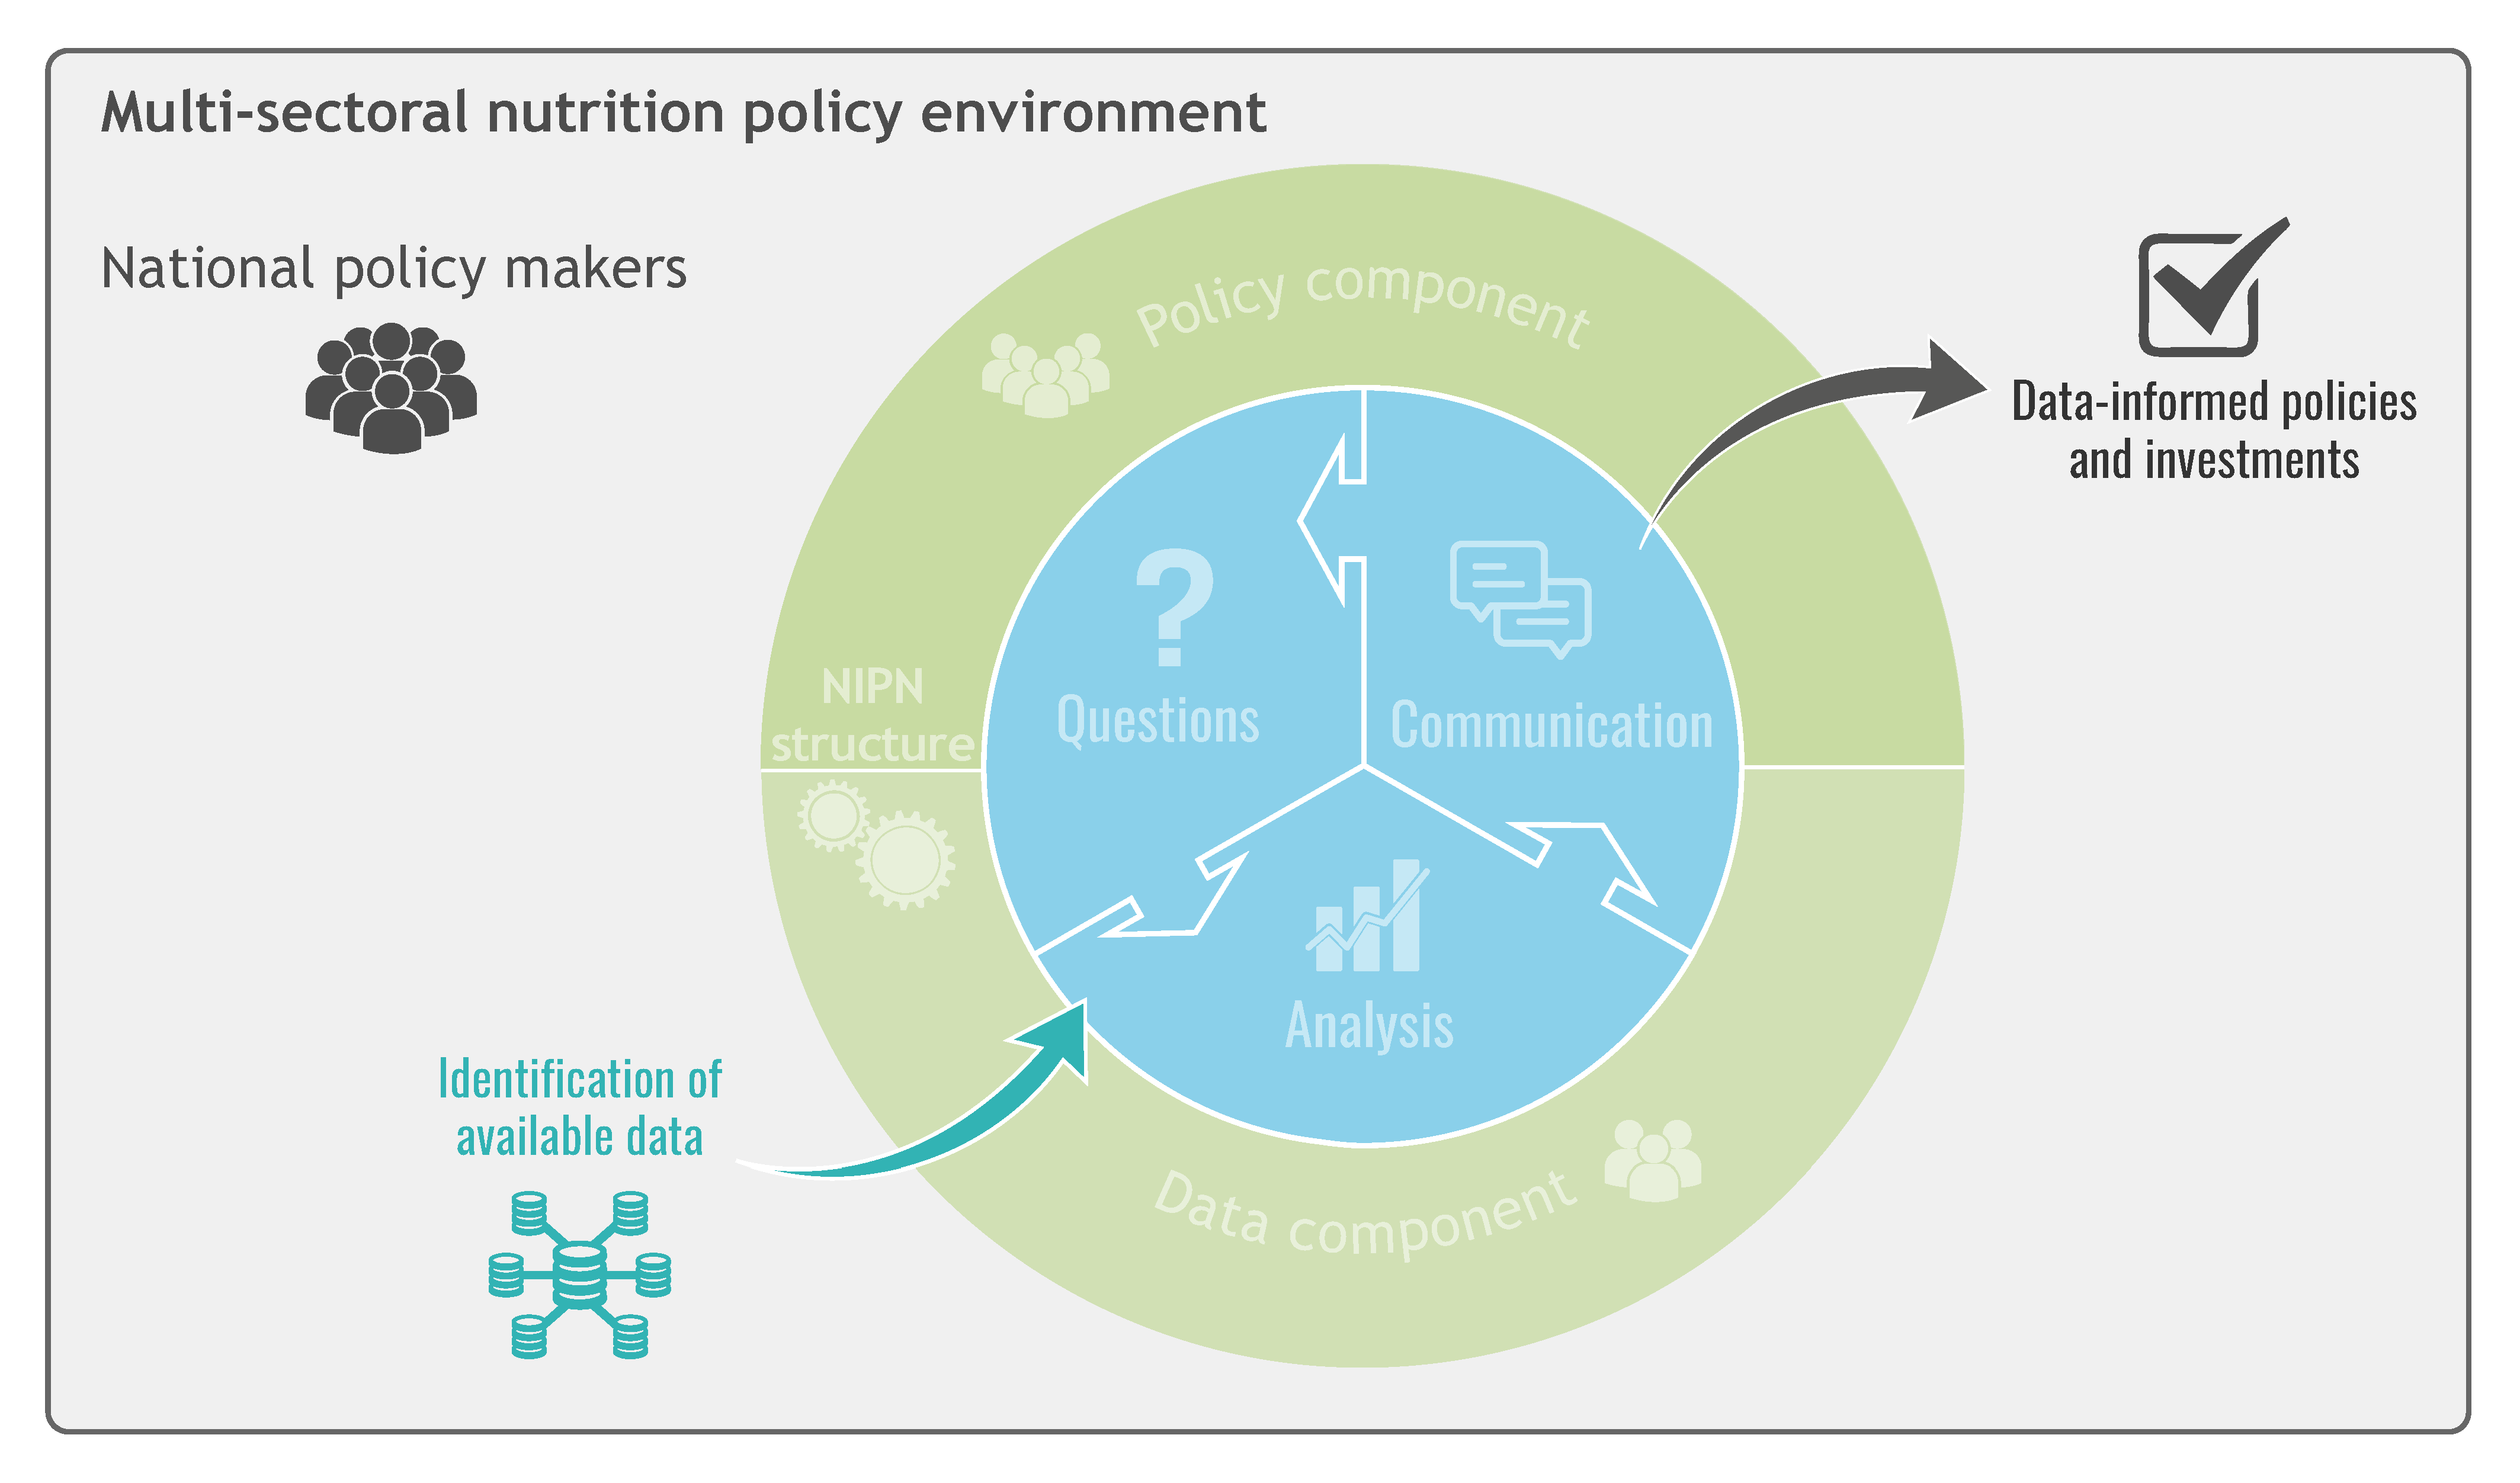 Multi-sectoral nutrition policy environment
National policy makers
Policy component
Data-informed policies
and investments
NIPN
structure
Questions
Communication
Analysis
Identification of
available data
Data component